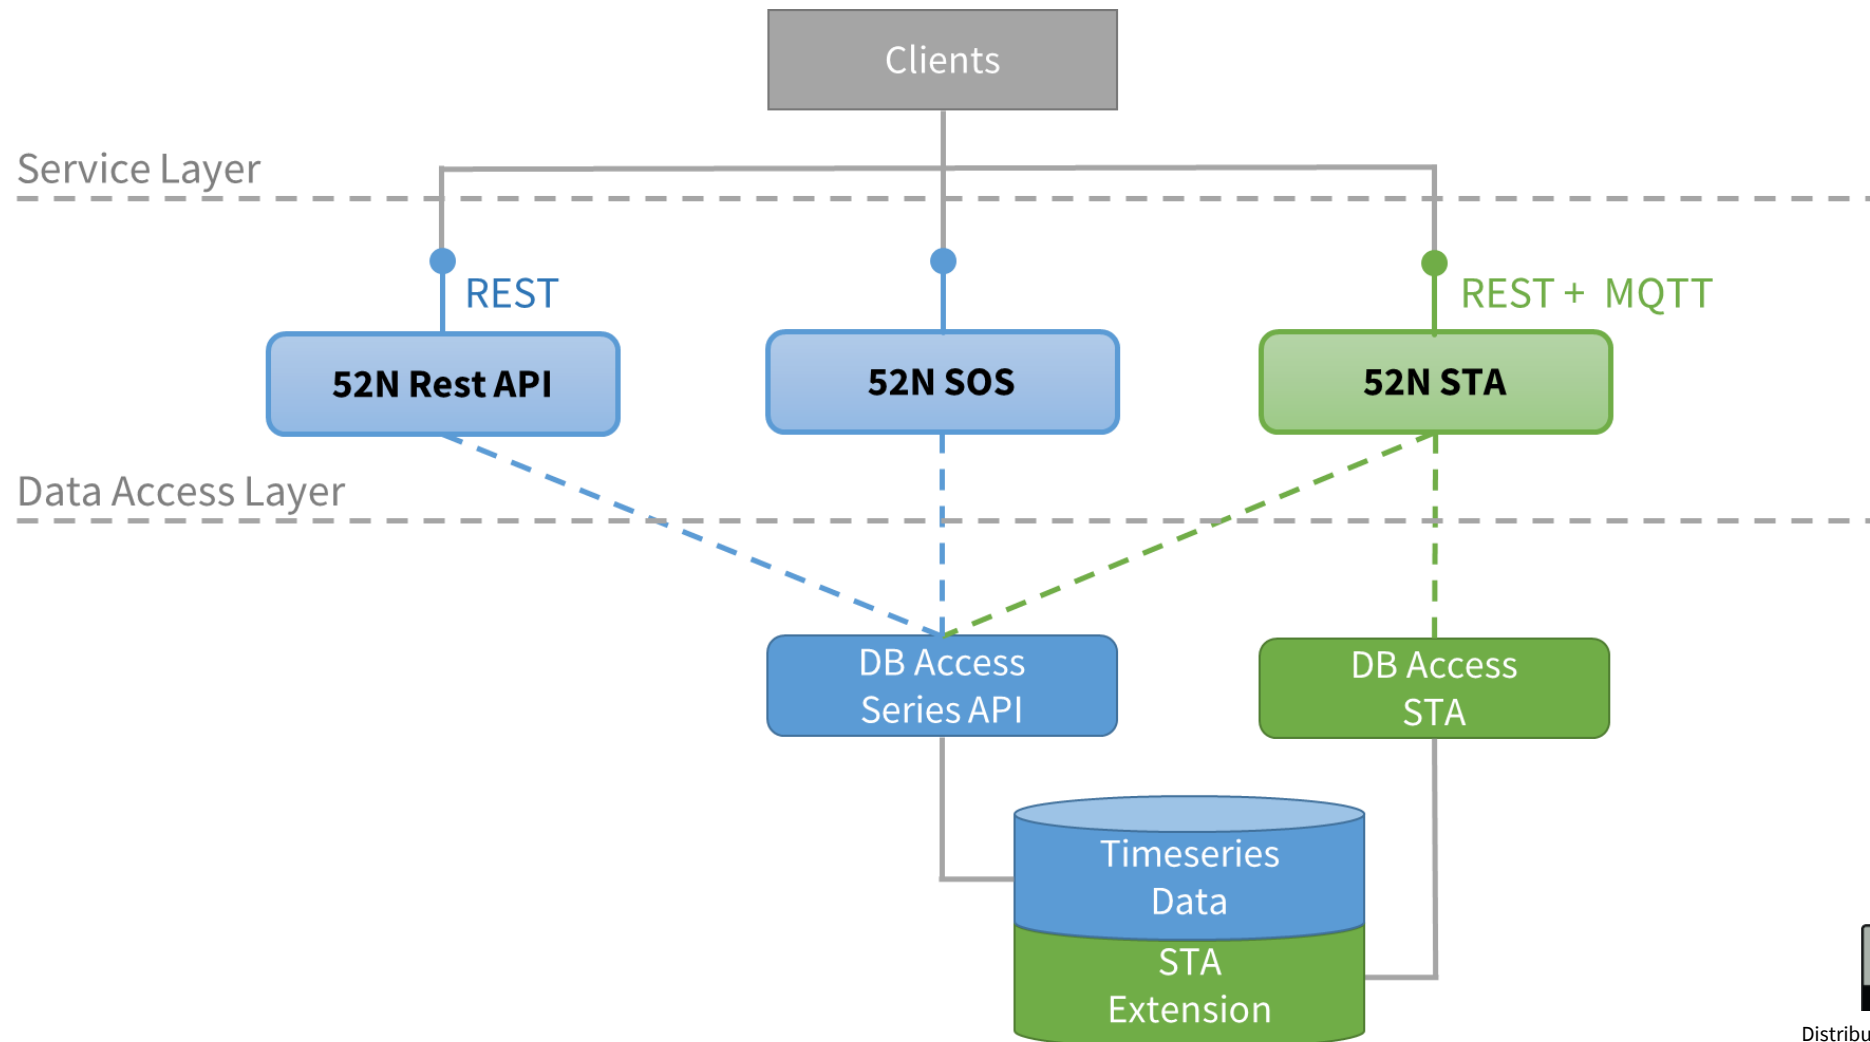 Clients
Service Layer
REST
REST + MQTT
52N Rest API
52N SOS
52N STA
Data Access Layer
DB Access
Series API
DB Access
STA
Timeseries
Data
STA
Extension